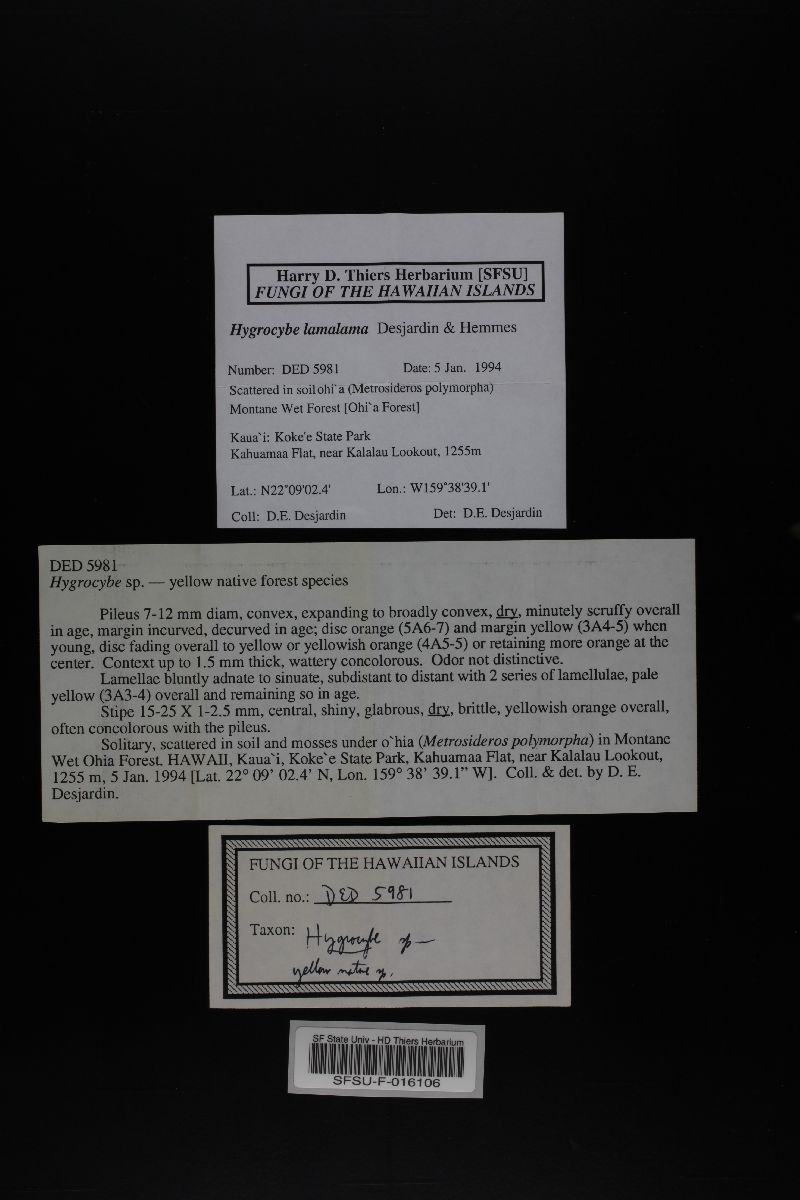 Harry D. Thiers Herbarium [SFSU]
FUNGI OF THE HAWAIIAN ISLANDS
Hygrocybe lamalama Desjardin & Hemmes
Number: DED 5981 Date: 5 Jan. 1994
Scattered in soil ohi`a (Metrosideros polymorpha)
Montane Wet Forest [Ohi`a Forest]
Kaua`i: Koke'e State Park
Kahuamaa Flat, near Kalalau Lookout, 1255m
Lat.: N22°09'02.4' Lon.: W159°38'39.1'
Coll: D.E. Desjardin Det: D.E. Desjardin
DED 5981
Hygrocybe sp. — yellow native forest species
Pileus 7-12 mm diam, convex, expanding to broadly convex, dry, minutely scruffy overall
in age, margin incurved, decurved in age; disc orange (5A6-7) and margin yellow (3A4-5) when
young, disc fading overall to yellow or yellowish orange (4A5-5) or retaining more orange at the
center. Context up to 1.5 mm thick, wattery concolorous. Odor not distinctive.
Lamellae bluntly adnate to sinuate, subdistant to distant with 2 series of lamellulae, pale
yellow (3A3-4) overall and remaining so in age.
Stipe 15-25 X 1-2.5 mm, central, shiny, glabrous, dry, brittle, yellowish orange overall,
often concolorous with the pileus.
Solitary, scattered in soil and mosses under o`hia (Metrosideros polymorpha) in Montane
Wet Ohia Forest. HAWAII, Kaua`i, Koke`e State Park, Kahuamaa Flat, near Kalalau Lookout,
1255 m, 5 Jan. 1994 [Lat. 22° 09’ 02.4’ N, Lon. 159° 38’ 39.1” W]. Coll. & det. by D. E.
Desjardin.
FUNGI OF THE HAWAIIAN ISLANDS
Coll. no.: DED 5981
Taxon: Hygrocybe sp—
yellow native sp.
SF State Univ - HD Thiers Herbarium
SFSU-F-016106